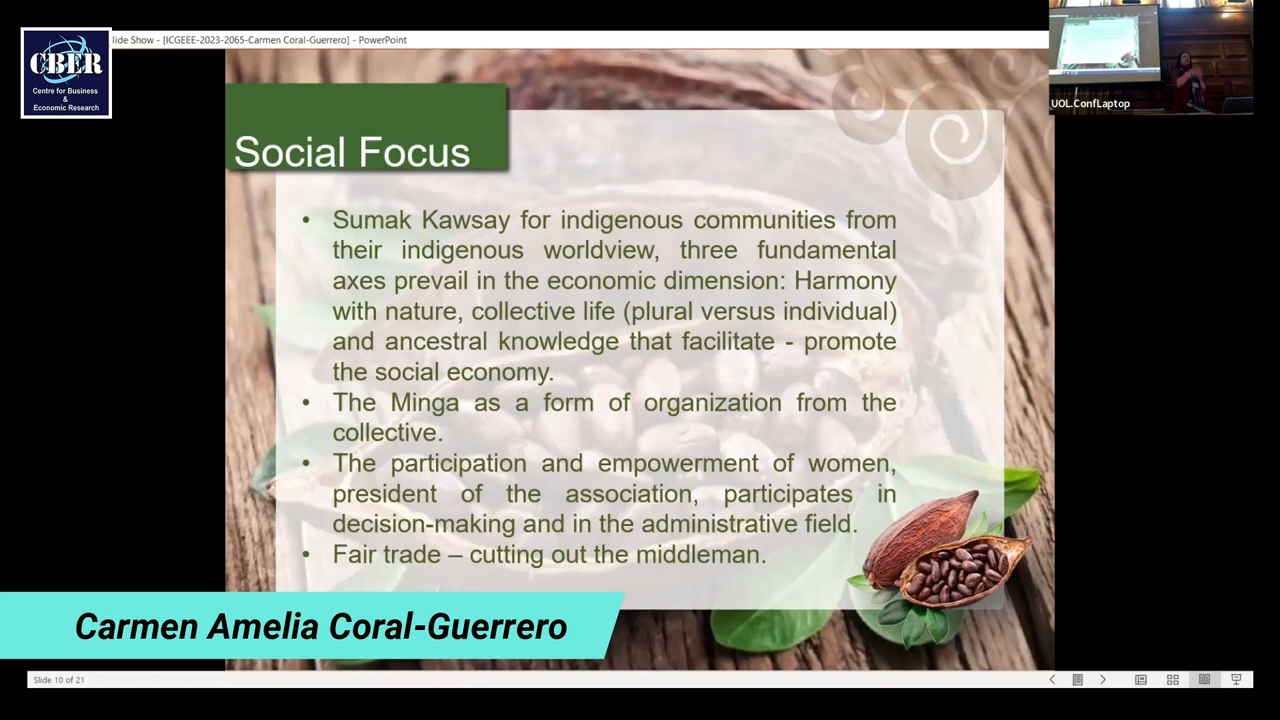 lide Show - [ICGEEE-2023-2065-Carmen Coral-Guerrero] - PowerPoint
CBER
Centre for Business
&
Economic Research
UOL.ConfLaptop
Social Focus
• Sumak Kawsay for indigenous communities from
their indigenous worldview, three fundamental
axes prevail in the economic dimension: Harmony
with nature, collective life (plural versus individual)
and ancestral knowledge that facilitate - promote
the social economy.
• The Minga as a form of organization from the
collective.
• The participation and empowerment of women,
president of the association, participates in
decision-making and in the administrative field.
• Fair trade – cutting out the middleman.
Carmen Amelia Coral-Guerrero
Slide 10 of 21